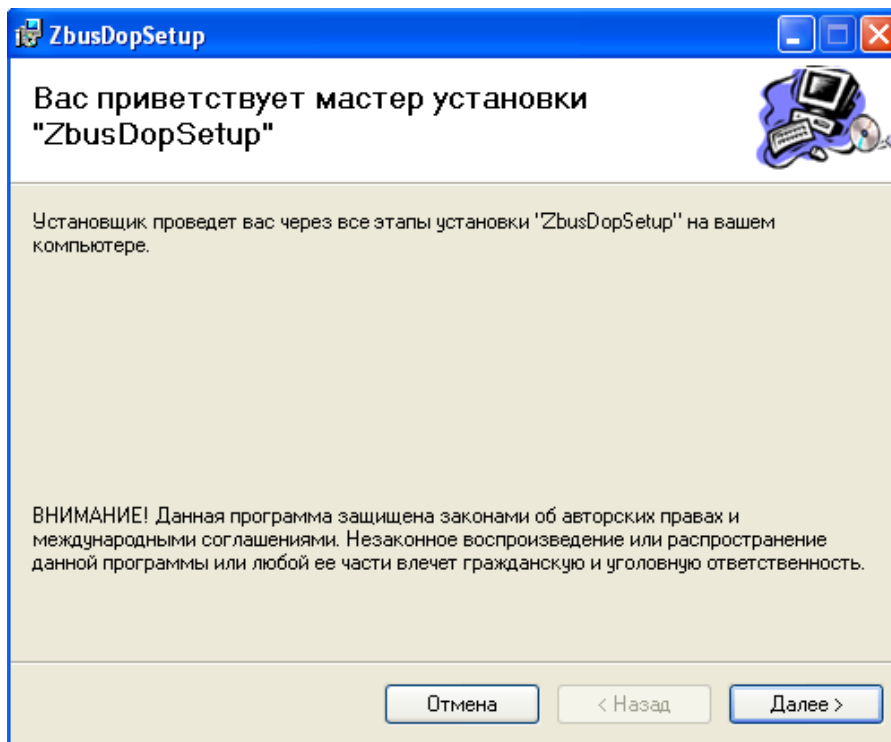 ZbusDopSetup
Вас приветствует мастер установки
"ZbusDopSetup"
Установщик проведет вас через все этапы установки "ZbusDopSetup" на вашем
компьютере.
ВНИМАНИЕ! Данная программа защищена законами об авторских правах и
международными соглашениями. Незаконное воспроизведение или распространение
данной программы или любой ее части влечет гражданскую и уголовную ответственность.
Отмена < Назад Далее >